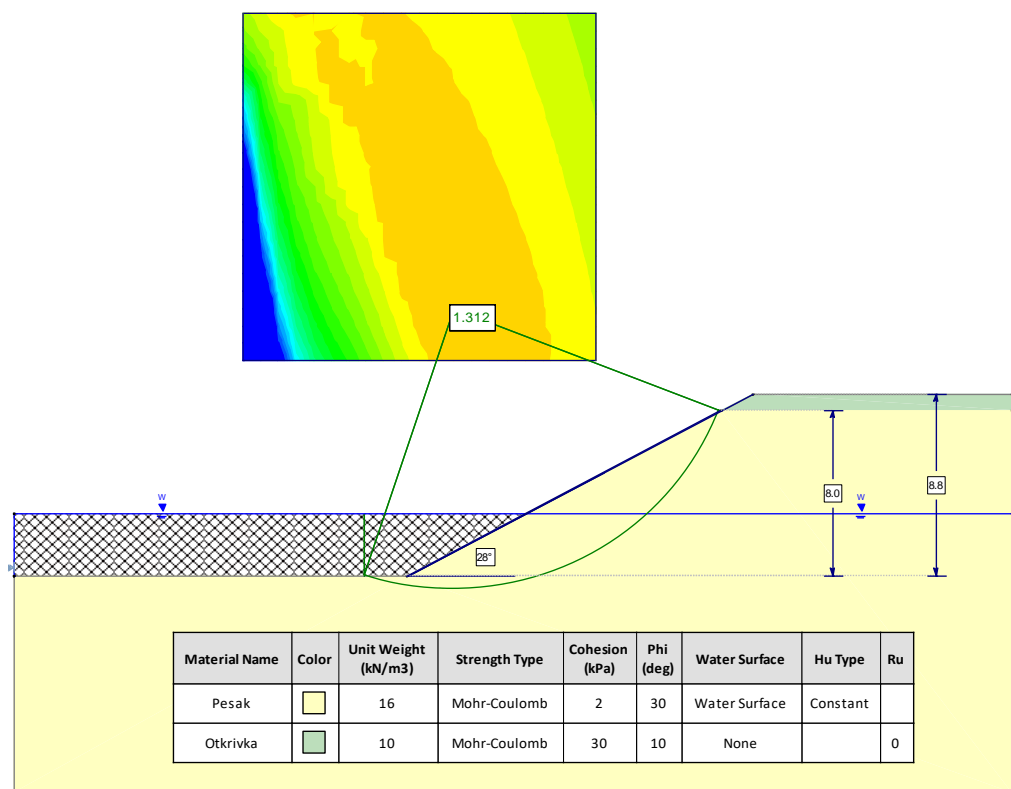 1.312
W
W
8.0
8.8
28°
Material Name Color Unit Weight (kN/m3) Strength Type Cohesion (kPa) Phi (deg) Water Surface Hu Type Ru
Pesak 16 Mohr-Coulomb 2 30 Water Surface Constant
Otkrivka 10 Mohr-Coulomb 30 10 None 0